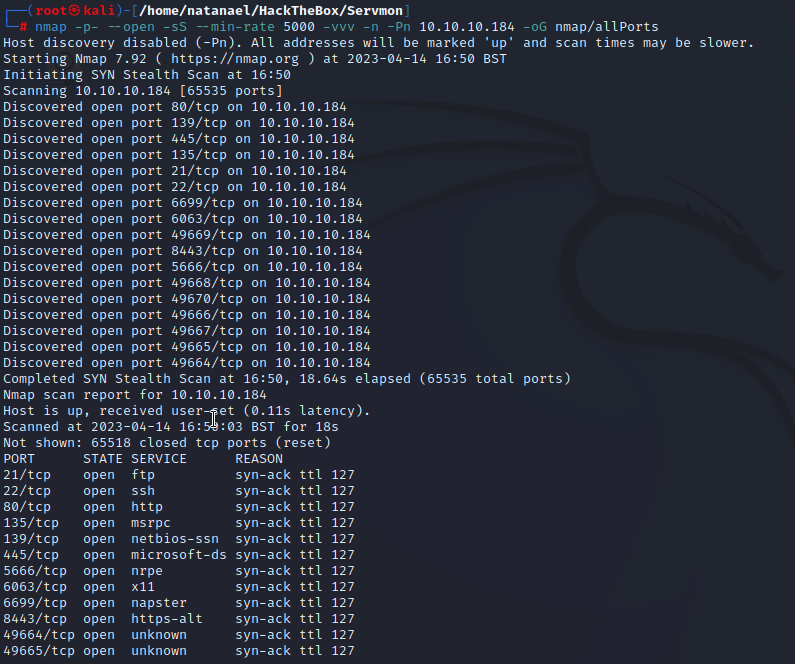 ┌──(root㉿kali)-[/home/natanael/HackTheBox/Servmon]
└─# nmap -p- --open -sS --min-rate 5000 -vvv -n -Pn 10.10.10.184 -oG nmap/allPorts
Host discovery disabled (-Pn). All addresses will be marked 'up' and scan times may be slower.
Starting Nmap 7.92 ( https://nmap.org ) at 2023-04-14 16:50 BST
Initiating SYN Stealth Scan at 16:50
Scanning 10.10.10.184 [65535 ports]
Discovered open port 80/tcp on 10.10.10.184
Discovered open port 139/tcp on 10.10.10.184
Discovered open port 445/tcp on 10.10.10.184
Discovered open port 135/tcp on 10.10.10.184
Discovered open port 21/tcp on 10.10.10.184
Discovered open port 22/tcp on 10.10.10.184
Discovered open port 6699/tcp on 10.10.10.184
Discovered open port 6063/tcp on 10.10.10.184
Discovered open port 49669/tcp on 10.10.10.184
Discovered open port 8443/tcp on 10.10.10.184
Discovered open port 5666/tcp on 10.10.10.184
Discovered open port 49668/tcp on 10.10.10.184
Discovered open port 49670/tcp on 10.10.10.184
Discovered open port 49666/tcp on 10.10.10.184
Discovered open port 49667/tcp on 10.10.10.184
Discovered open port 49665/tcp on 10.10.10.184
Discovered open port 49664/tcp on 10.10.10.184
Completed SYN Stealth Scan at 16:50, 18.64s elapsed (65535 total ports)
Nmap scan report for 10.10.10.184
Host is up, received user-set (0.11s latency).
Scanned at 2023-04-14 16:50:03 BST for 18s
Not shown: 65518 closed tcp ports (reset)
PORT      STATE SERVICE      REASON
21/tcp    open  ftp          syn-ack ttl 127
22/tcp    open  ssh          syn-ack ttl 127
80/tcp    open  http         syn-ack ttl 127
135/tcp   open  msrpc        syn-ack ttl 127
139/tcp   open  netbios-ssn  syn-ack ttl 127
445/tcp   open  microsoft-ds syn-ack ttl 127
5666/tcp  open  nrpe         syn-ack ttl 127
6063/tcp  open  x11          syn-ack ttl 127
6699/tcp  open  napster      syn-ack ttl 127
8443/tcp  open  https-alt    syn-ack ttl 127
49664/tcp open  unknown      syn-ack ttl 127
49665/tcp open  unknown      syn-ack ttl 127